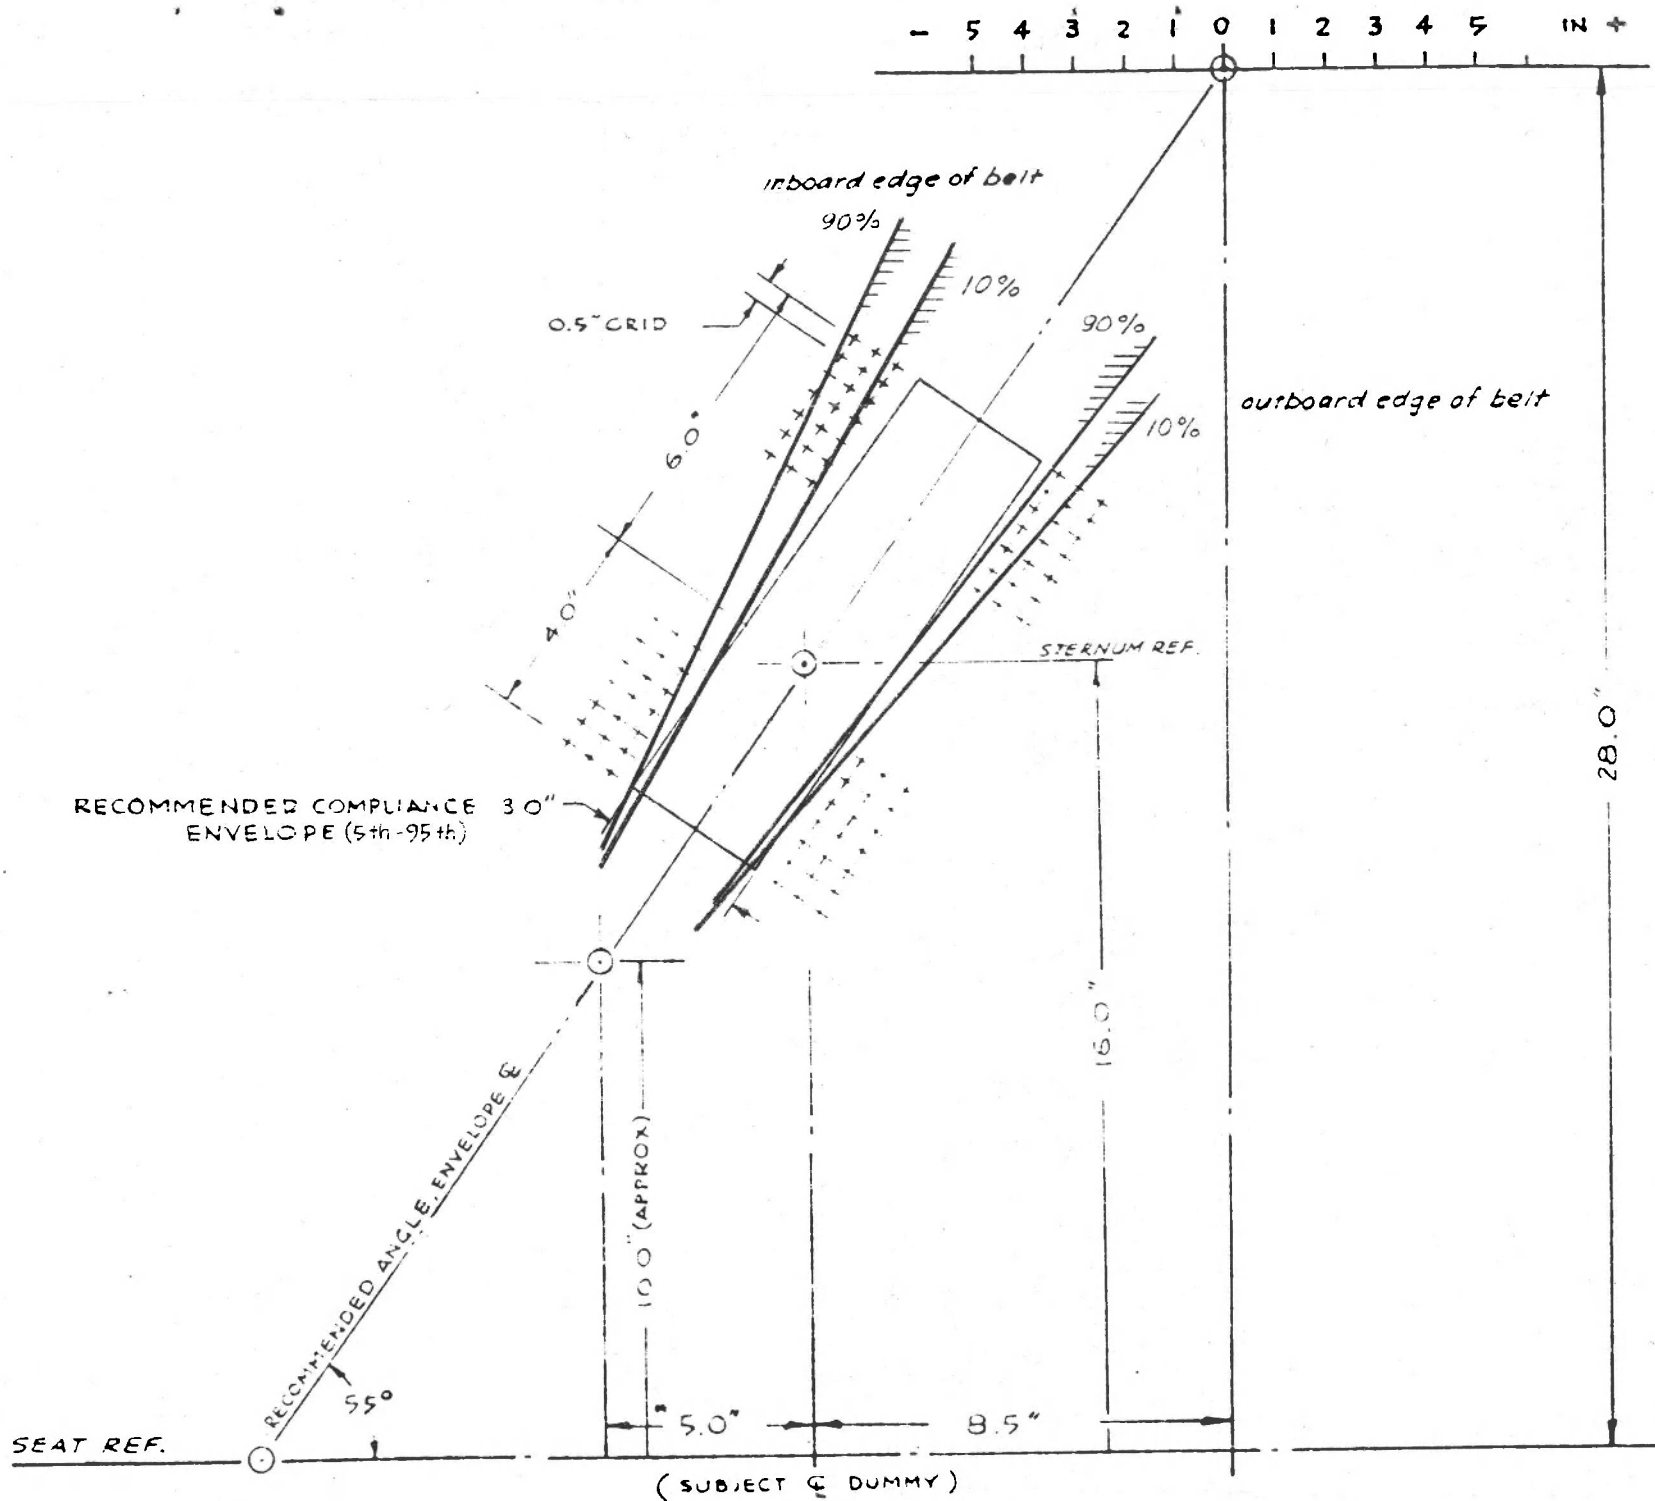 - 5 4 3 2 1 0 1 2 3 4 5 IN +
inboard edge of belt
90%
10%
0.5" GRID
90%
outboard edge of belt
10%
6.0"
4.0"
STERNUM REF.
28.0"
RECOMMENDED COMPLIANCE 3.0"
ENVELOPE (5th-95th)
16.0"
RECOMMENDED ANGLE, ENVELOPE ℄
10.0" (APPROX)
55°
5.0"
8.5"
SEAT REF.
( SUBJECT ℄ DUMMY )